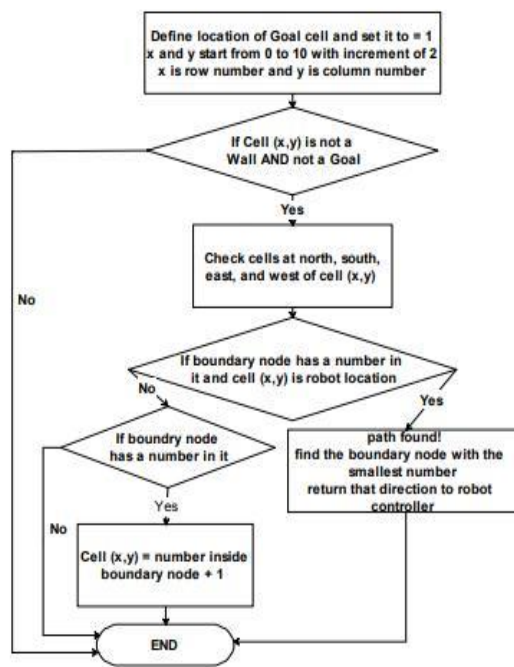 Define location of Goal cell and set it to = 1
x and y start from 0 to 10 with increment of 2
x is row number and y is column number
If Cell (x,y) is not a
Wall AND not a Goal
Yes
Check cells at north, south,
east, and west of cell (x,y)
No
If boundary node has a number in
it and cell (x,y) is robot location
No
Yes
If boundry node
has a number in it
path found!
find the boundary node with the
smallest number
return that direction to robot
controller
Yes
No
Cell (x,y) = number inside
boundary node + 1
END